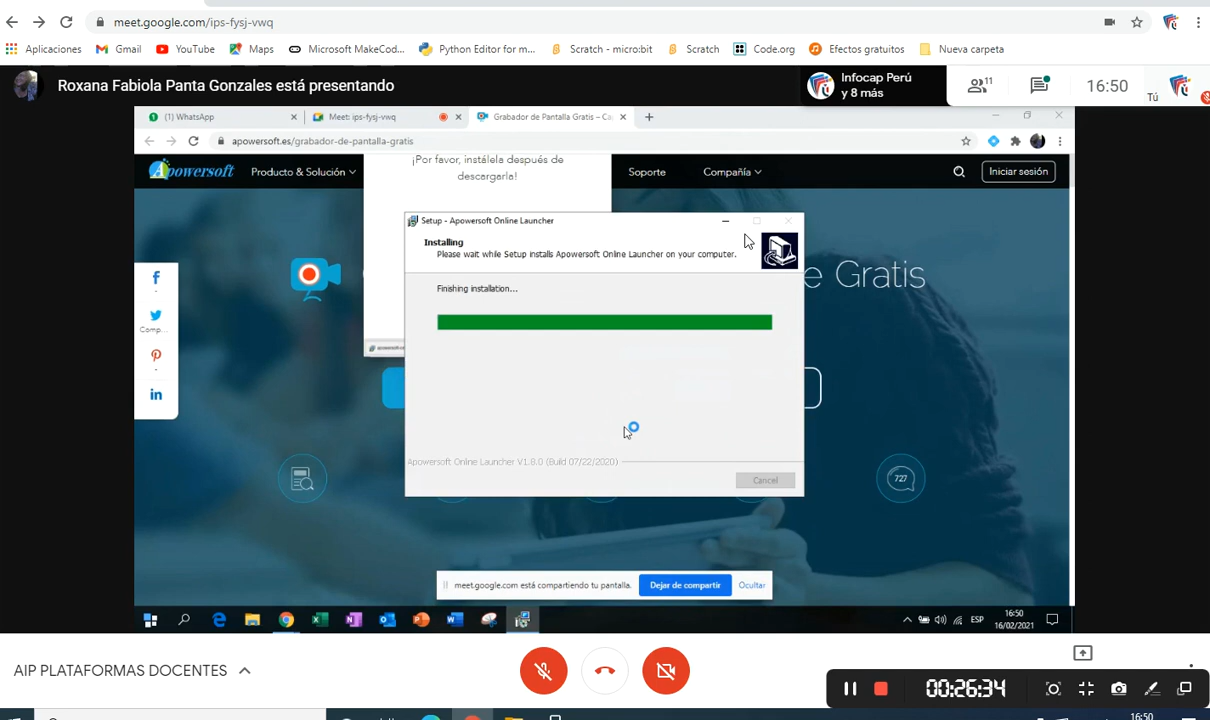 meet.google.com/ips-fysj-vwq
Aplicaciones Gmail YouTube Maps Microsoft MakeCod... Python Editor for m... Scratch - micro:bit Scratch Code.org Efectos gratuitos Nueva carpeta
Roxana Fabiola Panta Gonzales está presentando
Infocap Perú
y 8 más
11
16:50
Tú
(1) WhatsApp Meet: ips-fysj-vwq Grabador de Pantalla Gratis – Ca
apowersoft.es/grabador-de-pantalla-gratis
Apowersoft Producto & Solución Soporte Compañía Iniciar sesión
¡Por favor, instálela después de
descargarla!
Setup - Apowersoft Online Launcher
Installing
Please wait while Setup installs Apowersoft Online Launcher on your computer.
e Gratis
Finishing installation...
Comp...
727
Apowersoft Online Launcher V1.8.0 (Build 07/22/2020)
Cancel
meet.google.com está compartiendo tu pantalla. Dejar de compartir Ocultar
ESP
16:50
16/02/2021
AIP PLATAFORMAS DOCENTES
00:26:34
16:50